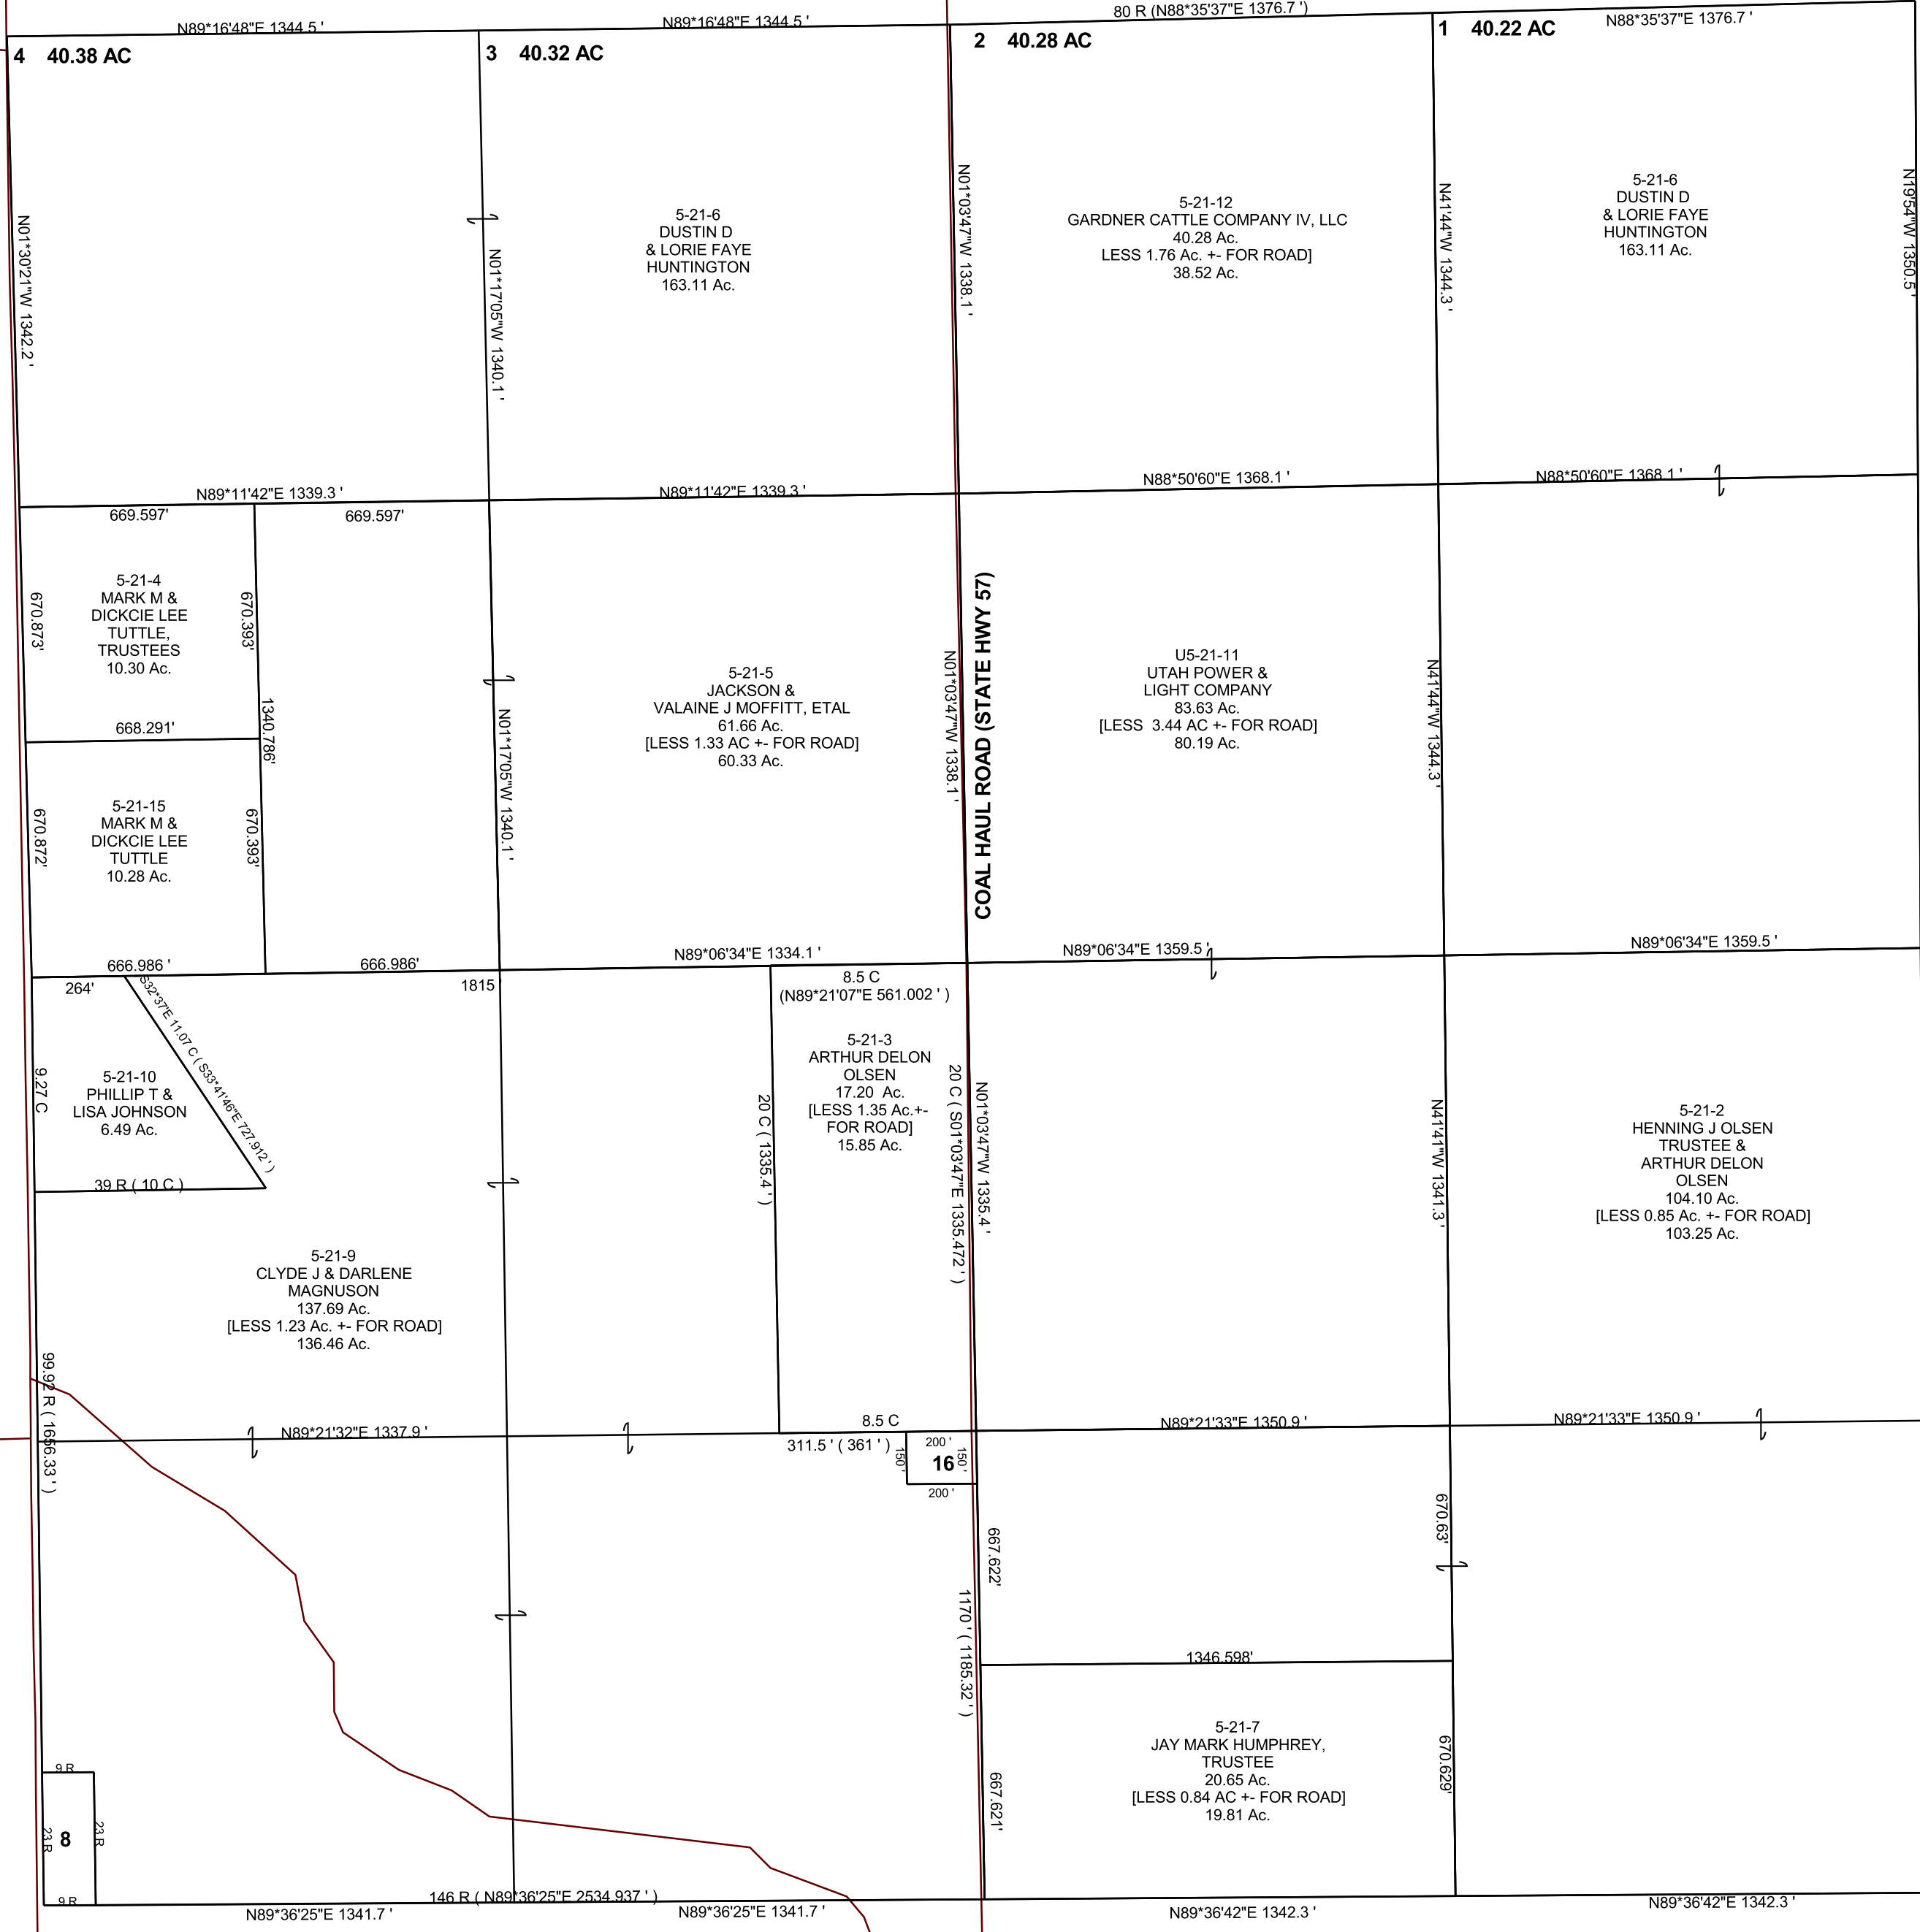 N89*16'48"E 1344.5 '
N89*16'48"E 1344.5 '
80 R (N88*35'37"E 1376.7 ')
N88*35'37"E 1376.7 '
4 40.38 AC
3 40.32 AC
2 40.28 AC
1 40.22 AC
N01*30'21"W 1342.2 '
N01*17'05"W 1340.1 '
5-21-6
DUSTIN D
& LORIE FAYE
HUNTINGTON
163.11 Ac.
N01*03'47"W 1338.1 '
5-21-12
GARDNER CATTLE COMPANY IV, LLC
40.28 Ac.
LESS 1.76 Ac. +- FOR ROAD]
38.52 Ac.
N41'44"W 1344.3 '
5-21-6
DUSTIN D
& LORIE FAYE
HUNTINGTON
163.11 Ac.
N19'54"W 1350.5 '
N89*11'42"E 1339.3 '
N89*11'42"E 1339.3 '
N88*50'60"E 1368.1 '
N88*50'60"E 1368.1 '
669.597'
669.597'
670.873'
5-21-4
MARK M &
DICKCIE LEE
TUTTLE,
TRUSTEES
10.30 Ac.
670.393'
668.291'
1340.786'
670.872'
5-21-15
MARK M &
DICKCIE LEE
TUTTLE
10.28 Ac.
670.393'
N01*17'05"W 1340.1 '
5-21-5
JACKSON &
VALAINE J MOFFITT, ETAL
61.66 Ac.
[LESS 1.33 AC +- FOR ROAD]
60.33 Ac.
N01*03'47"W 1338.1 '
COAL HAUL ROAD (STATE HWY 57)
U5-21-11
UTAH POWER &
LIGHT COMPANY
83.63 Ac.
[LESS 3.44 AC +- FOR ROAD]
80.19 Ac.
N41'44"W 1344.3 '
666.986 '
666.986'
N89*06'34"E 1334.1 '
N89*06'34"E 1359.5 '
N89*06'34"E 1359.5 '
264'
1815
8.5 C
(N89*21'07"E 561.002 ' )
S32*37'E 11.07 C ( S33*41'46"E 727.912 ' )
9.27 C
5-21-10
PHILLIP T &
LISA JOHNSON
6.49 Ac.
39 R ( 10 C )
20 C ( 1335.4 ' )
5-21-3
ARTHUR DELON
OLSEN
17.20 Ac.
[LESS 1.35 Ac.+-
FOR ROAD]
15.85 Ac.
20 C ( S01*03'47"E 1335.472 ' )
N01*03'47"W 1335.4 '
N41'41"W 1341.3 '
5-21-2
HENNING J OLSEN
TRUSTEE &
ARTHUR DELON
OLSEN
104.10 Ac.
[LESS 0.85 Ac. +- FOR ROAD]
103.25 Ac.
5-21-9
CLYDE J & DARLENE
MAGNUSON
137.69 Ac.
[LESS 1.23 Ac. +- FOR ROAD]
136.46 Ac.
99.92 R ( 1656.33 ' )
N89*21'32"E 1337.9 '
8.5 C
N89*21'33"E 1350.9 '
N89*21'33"E 1350.9 '
311.5 ' ( 361 ' )
200 '
150 '
16
150 '
200 '
667.622'
670.63'
1170 ' ( 1185.32 ' )
1346.598'
5-21-7
JAY MARK HUMPHREY,
TRUSTEE
20.65 Ac.
[LESS 0.84 AC +- FOR ROAD]
19.81 Ac.
667.621'
670.629'
9 R
23 R
8
23 R
9 R
146 R ( N89*36'25"E 2534.937 ' )
N89*36'25"E 1341.7 '
N89*36'25"E 1341.7 '
N89*36'42"E 1342.3 '
N89*36'42"E 1342.3 '